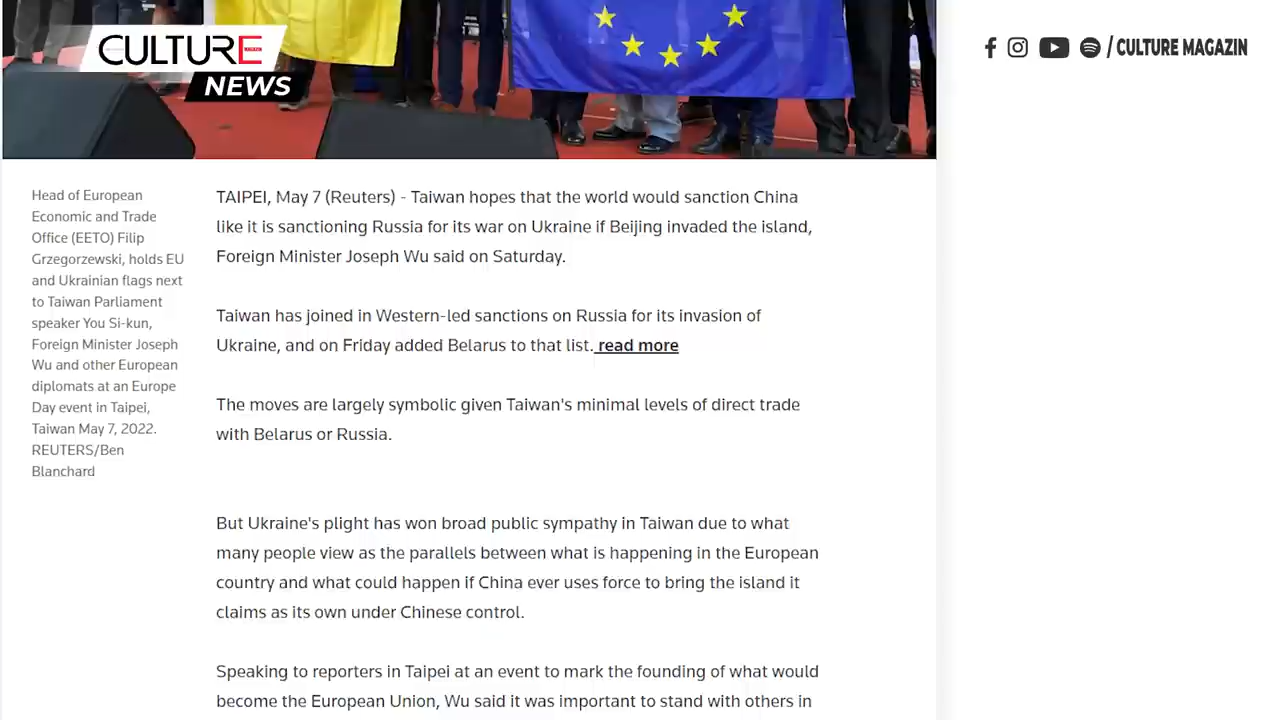 CULTURE
NEWS
/ CULTURE MAGAZIN
Head of European
Economic and Trade
Office (EETO) Filip
Grzegorzewski, holds EU
and Ukrainian flags next
to Taiwan Parliament
speaker You Si-kun,
Foreign Minister Joseph
Wu and other European
diplomats at an Europe
Day event in Taipei,
Taiwan May 7, 2022.
REUTERS/Ben
Blanchard
TAIPEI, May 7 (Reuters) - Taiwan hopes that the world would sanction China
like it is sanctioning Russia for its war on Ukraine if Beijing invaded the island,
Foreign Minister Joseph Wu said on Saturday.
Taiwan has joined in Western-led sanctions on Russia for its invasion of
Ukraine, and on Friday added Belarus to that list. read more
The moves are largely symbolic given Taiwan's minimal levels of direct trade
with Belarus or Russia.
But Ukraine's plight has won broad public sympathy in Taiwan due to what
many people view as the parallels between what is happening in the European
country and what could happen if China ever uses force to bring the island it
claims as its own under Chinese control.
Speaking to reporters in Taipei at an event to mark the founding of what would
become the European Union, Wu said it was important to stand with others in